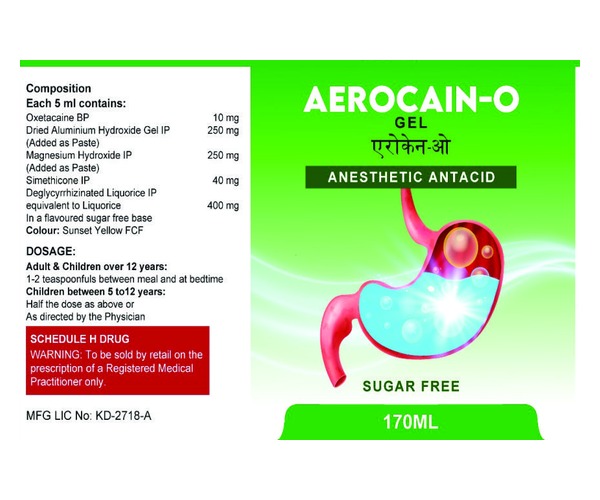 Composition
Each 5 ml contains:
Oxetacaine BP 10 mg
Dried Aluminium Hydroxide Gel IP 250 mg
(Added as Paste)
Magnesium Hydroxide IP 250 mg
(Added as Paste)
Simethicone IP 40 mg
Deglycyrrhizinated Liquorice IP
equivalent to Liquorice 400 mg
In a flavoured sugar free base
Colour: Sunset Yellow FCF
DOSAGE:
Adult & Children over 12 years:
1-2 teaspoonfuls between meal and at bedtime
Children between 5 to12 years:
Half the dose as above or
As directed by the Physician
SCHEDULE H DRUG
WARNING: To be sold by retail on the
prescription of a Registered Medical
Practitioner only.
MFG LIC No: KD-2718-A
AEROCAIN-O
GEL
एरोकेन-ओ
ANESTHETIC ANTACID
SUGAR FREE
170ML